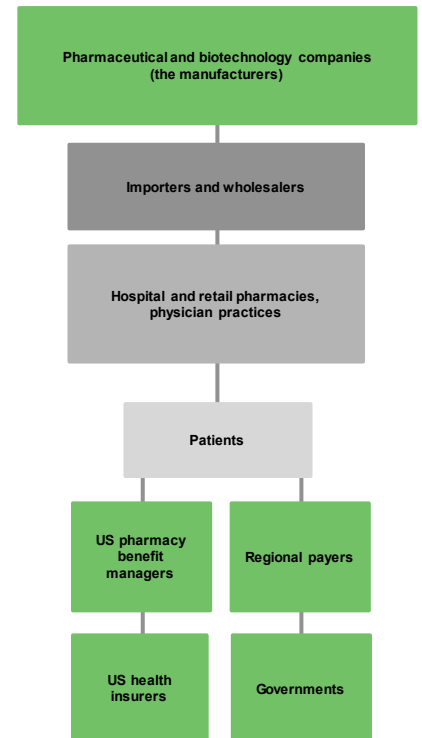 Pharmaceutical and biotechnology companies
(the manufacturers)
Importers and wholesalers
Hospital and retail pharmacies,
physician practices
Patients
US pharmacy
benefit
managers
Regional payers
US health
insurers
Governments